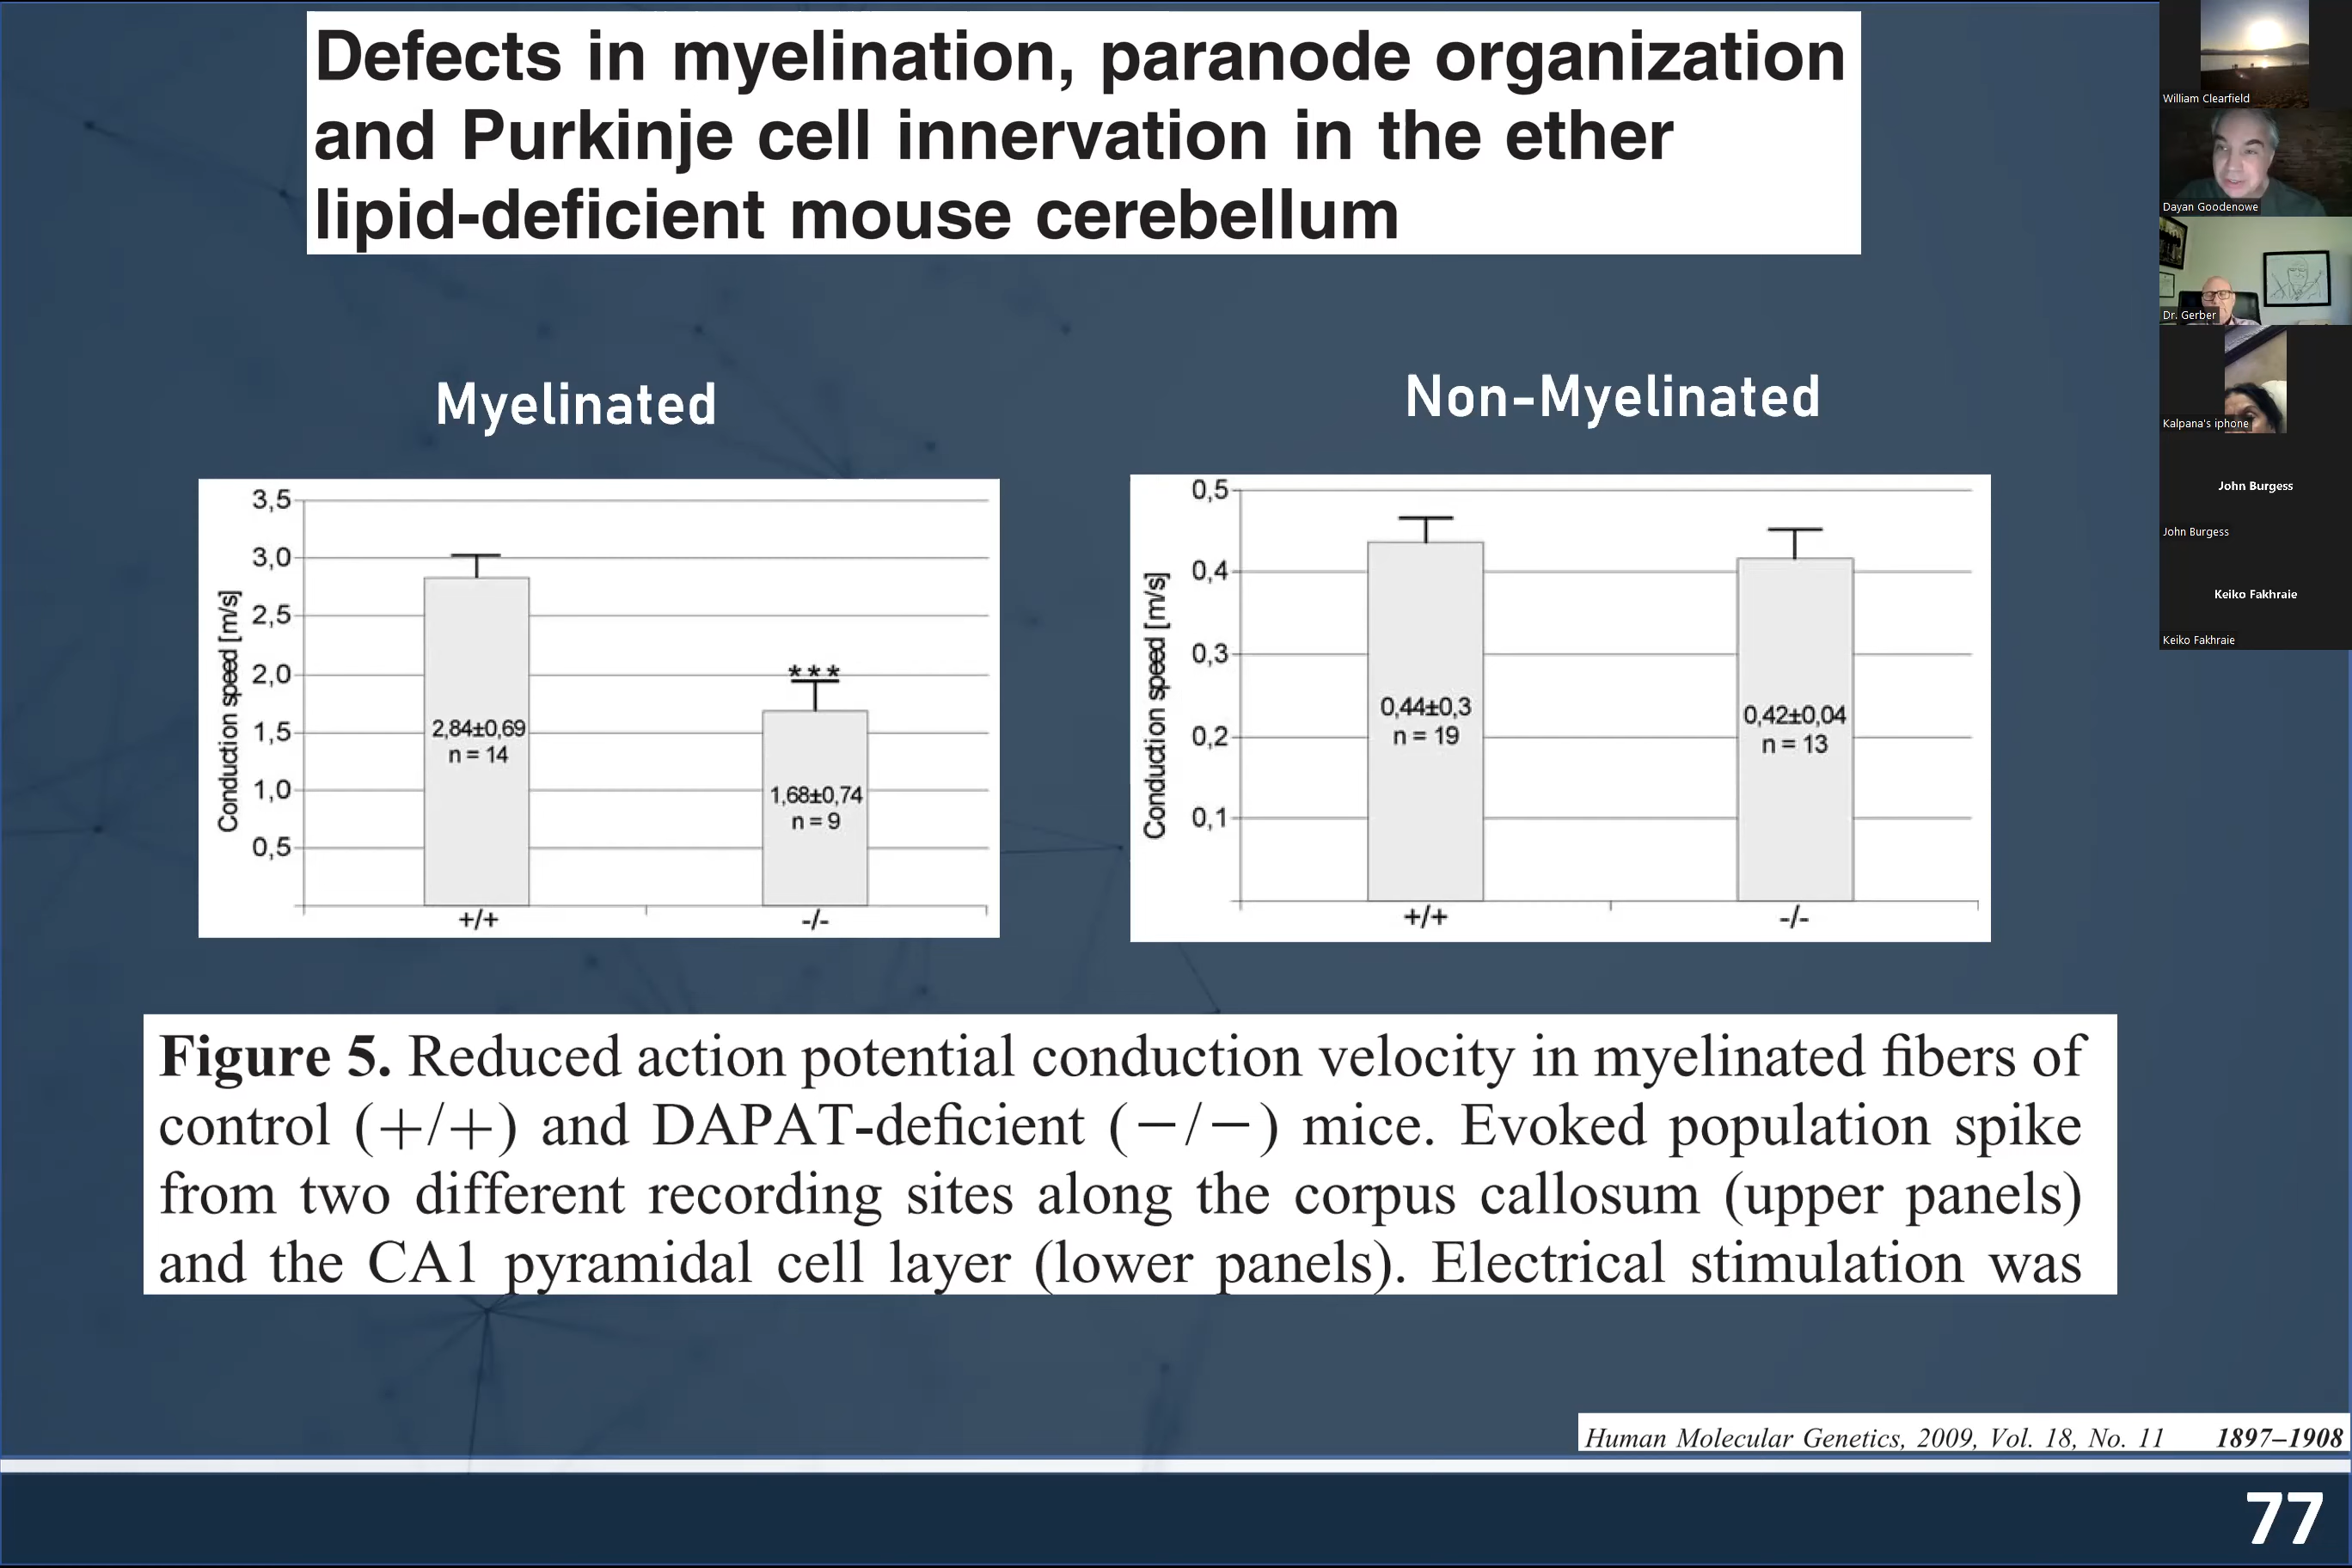 Defects in myelination, paranode organization
and Purkinje cell innervation in the ether
lipid-deficient mouse cerebellum
Myelinated
Conduction speed [m/s]
3,5
3,0
2,5
2,0
1,5
1,0
0,5
***
2,84±0,69
n = 14
1,68±0,74
n = 9
+/+
-/-
Non-Myelinated
Conduction speed [m/s]
0,5
0,4
0,3
0,2
0,1
0,44±0,3
n = 19
0,42±0,04
n = 13
+/+
-/-
Figure 5. Reduced action potential conduction velocity in myelinated fibers of
control (+/+) and DAPAT-deficient (−/−) mice. Evoked population spike
from two different recording sites along the corpus callosum (upper panels)
and the CA1 pyramidal cell layer (lower panels). Electrical stimulation was
Human Molecular Genetics, 2009, Vol. 18, No. 11 1897–1908
77
William Clearfield
Dayan Goodenowe
Dr. Gerber
Kalpana's iphone
John Burgess
John Burgess
Keiko Fakhraie
Keiko Fakhraie